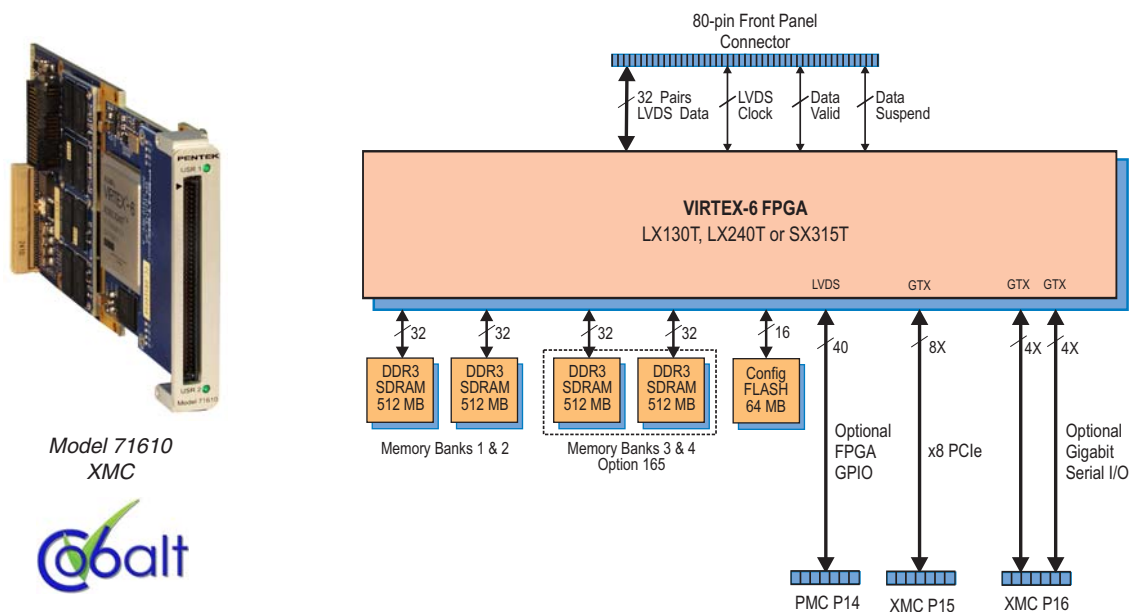 PENTEK
USR 1
VIRTEX-6
USR 2
Model 71610
Model 71610
XMC
Cobalt
80-pin Front Panel
Connector
32 Pairs
LVDS Data
LVDS
Clock
Data
Valid
Data
Suspend
VIRTEX-6 FPGA
LX130T, LX240T or SX315T
LVDS
GTX
GTX
GTX
32
32
32
32
16
40
8X
4X
4X
DDR3
SDRAM
512 MB
DDR3
SDRAM
512 MB
DDR3
SDRAM
512 MB
DDR3
SDRAM
512 MB
Config
FLASH
64 MB
Memory Banks 1 & 2
Memory Banks 3 & 4
Option 165
Optional
FPGA
GPIO
x8 PCIe
Optional
Gigabit
Serial I/O
PMC P14
XMC P15
XMC P16